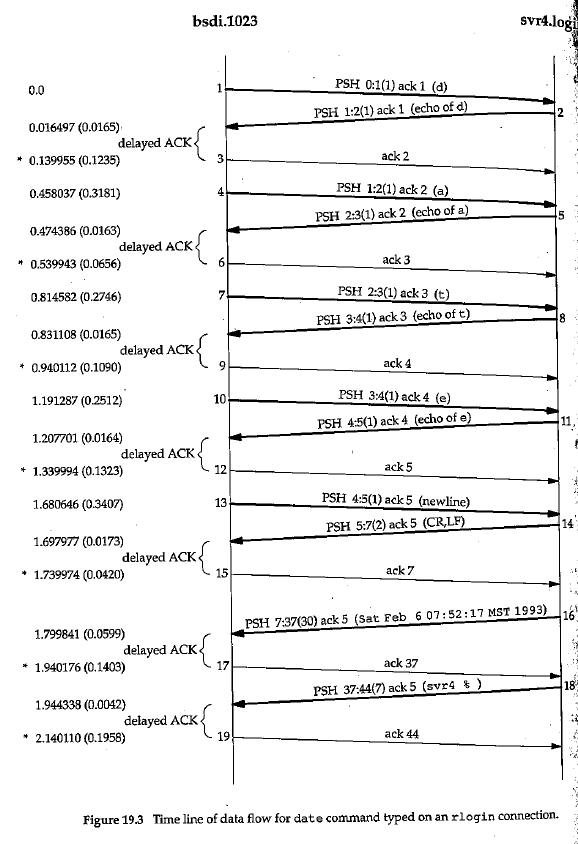 bsdi.1023 svr4.logi
0.0 1 PSH 0:1(1) ack 1 (d)
PSH 1:2(1) ack 1 (echo of d) 2
0.016497 (0.0165)
delayed ACK
* 0.139955 (0.1235) 3 ack 2
0.458037 (0.3181) 4 PSH 1:2(1) ack 2 (a)
PSH 2:3(1) ack 2 (echo of a) 5
0.474386 (0.0163)
delayed ACK
* 0.539943 (0.0656) 6 ack 3
0.814582 (0.2746) 7 PSH 2:3(1) ack 3 (t)
PSH 3:4(1) ack 3 (echo of t) 8
0.831108 (0.0165)
delayed ACK
* 0.940112 (0.1090) 9 ack 4
1.191287 (0.2512) 10 PSH 3:4(1) ack 4 (e)
PSH 4:5(1) ack 4 (echo of e) 11
1.207701 (0.0164)
delayed ACK
* 1.339994 (0.1323) 12 ack 5
1.680646 (0.3407) 13 PSH 4:5(1) ack 5 (newline)
PSH 5:7(2) ack 5 (CR,LF) 14
1.697977 (0.0173)
delayed ACK
* 1.739974 (0.0420) 15 ack 7
PSH 7:37(30) ack 5 (Sat Feb 6 07:52:17 MST 1993) 16
1.799841 (0.0599)
delayed ACK
* 1.940176 (0.1403) 17 ack 37
PSH 37:44(7) ack 5 (svr4 % ) 18
1.944338 (0.0042)
delayed ACK
* 2.140110 (0.1958) 19 ack 44
Figure 19.3 Time line of data flow for date command typed on an rlogin connection.